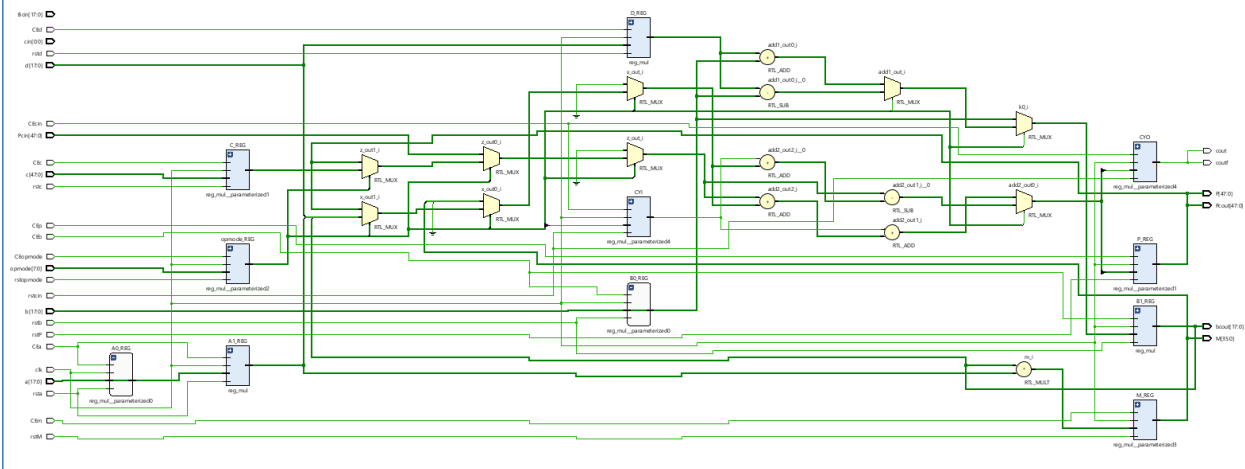 Bcin[17:0]
CEd
cin[0:0]
rstd
d[17:0]
CEcin
Pcin[47:0]
CEc
c[47:0]
rstc
CEp
CEb
CEopmode
opmode[7:0]
rstopmode
rstcin
b[17:0]
rstb
rstP
CEa
clk
a[17:0]
rsta
CEm
rstM
A0_REG
reg_mul__parameterized0
C_REG
reg_mul__parameterized1
opmode_REG
reg_mul__parameterized2
A1_REG
reg_mul
z_out1_i
RTL_MUX
x_out1_i
RTL_MUX
z_out0_i
RTL_MUX
x_out0_i
RTL_MUX
D_REG
reg_mul
x_out_i
RTL_MUX
z_out_i
RTL_MUX
CYI
reg_mul__parameterized4
B0_REG
reg_mul__parameterized0
add1_out0_i
RTL_ADD
add1_out0_i__0
RTL_SUB
add2_out2_i__0
RTL_ADD
add2_out2_i
RTL_ADD
add1_out_i
RTL_MUX
add2_out1_i__0
RTL_SUB
add2_out1_i
RTL_ADD
k0_i
RTL_MUX
add2_out0_i
RTL_MUX
m_i
RTL_MULT
CYO
reg_mul__parameterized4
P_REG
reg_mul__parameterized1
B1_REG
reg_mul
M_REG
reg_mul__parameterized3
cout
coutf
P[47:0]
Pcout[47:0]
bcout[17:0]
M[35:0]